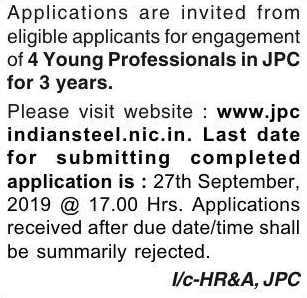 Applications are invited from
eligible applicants for engagement
of 4 Young Professionals in JPC
for 3 years.
Please visit website : www.jpc
indiansteel.nic.in. Last date
for submitting completed
application is : 27th September,
2019 @ 17.00 Hrs. Applications
received after due date/time shall
be summarily rejected.
I/c-HR&A, JPC